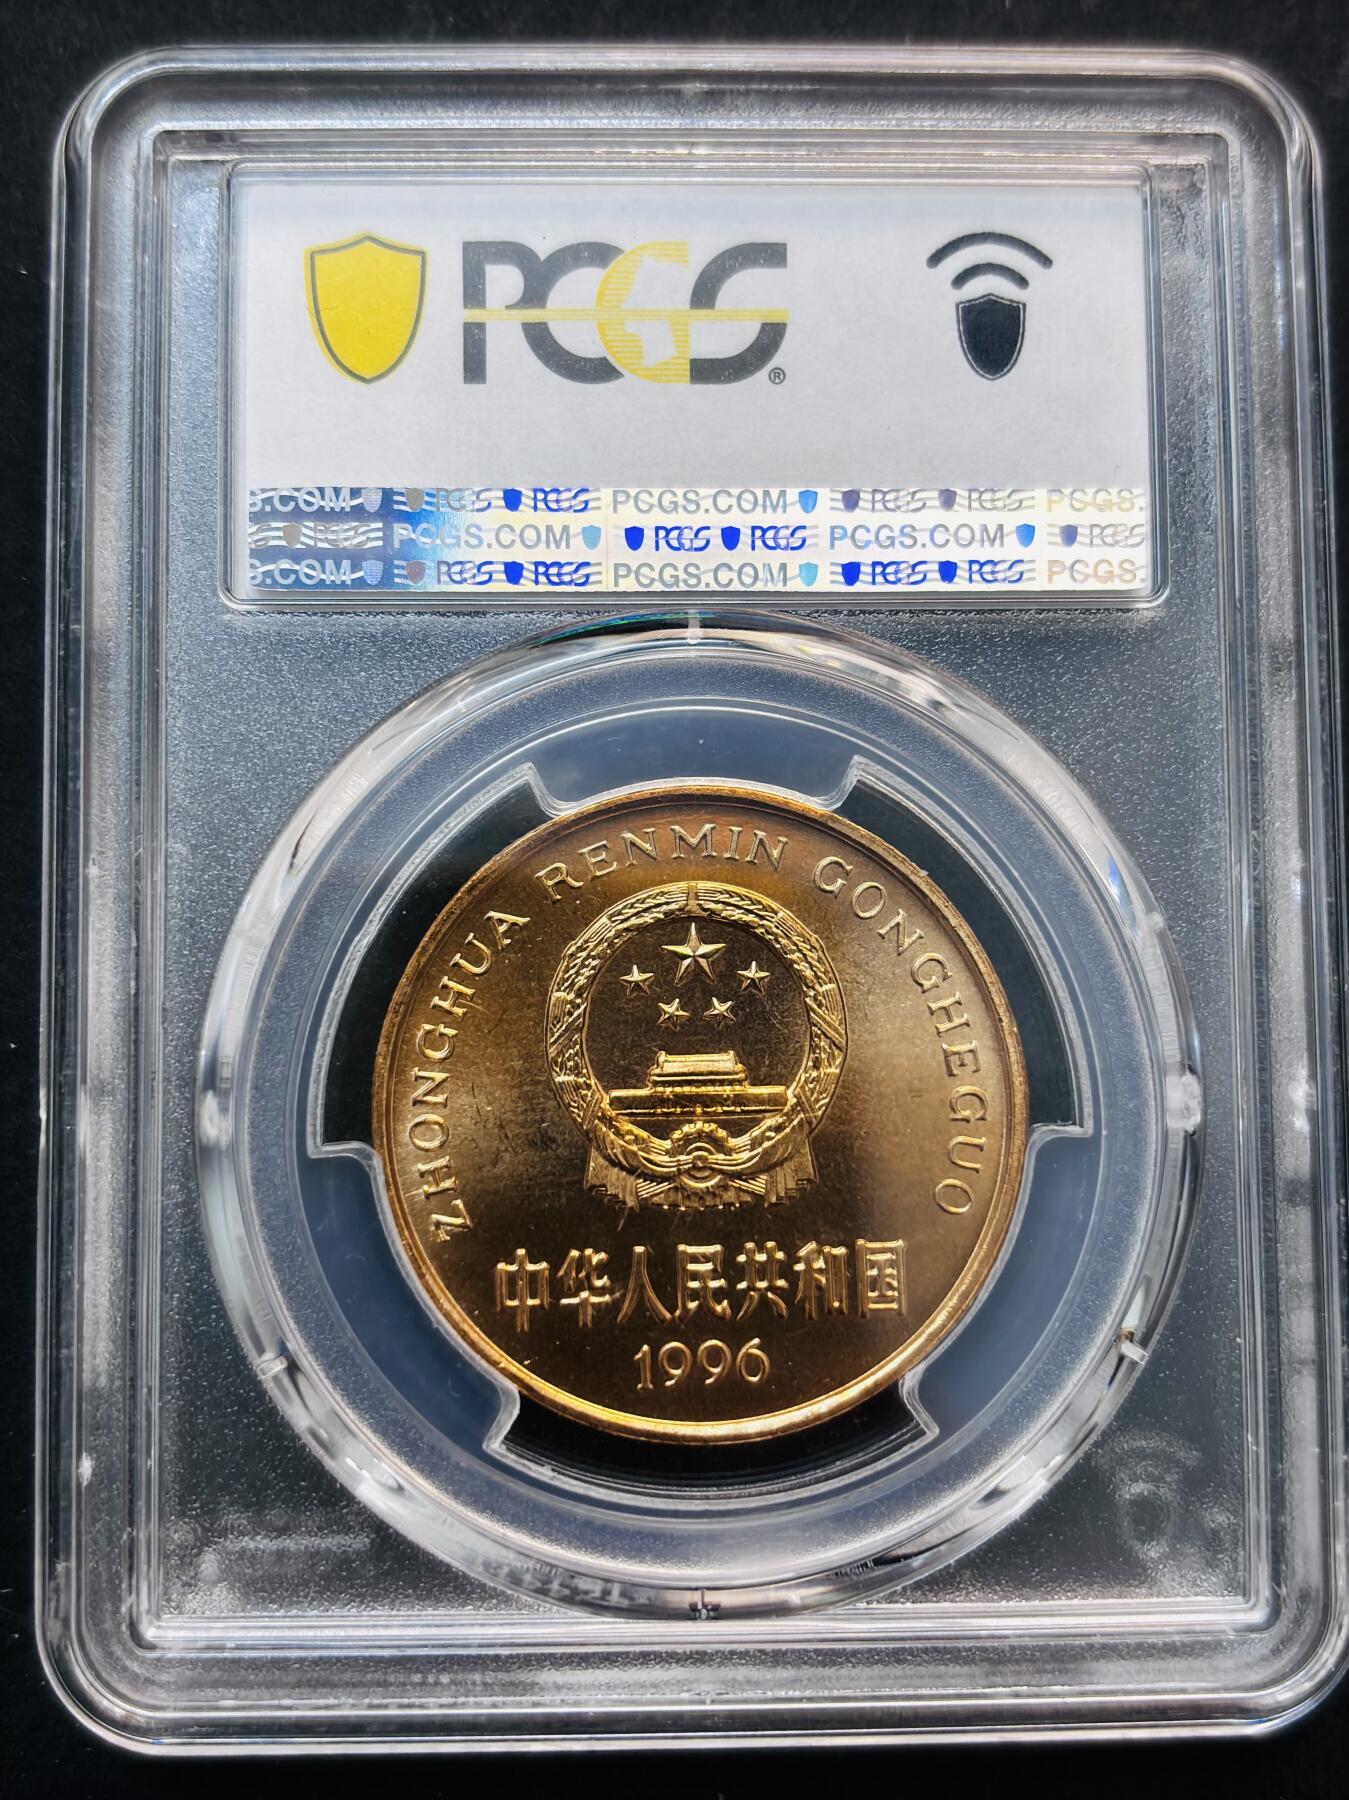 PCGS®
S.COM PCGS PCGS PCGS.COM PCGS PCGS PCGS.
PCGS PCGS.COM PCGS PCGS PCGS.COM PCGS
S.COM PCGS PCGS PCGS.COM PCGS PCGS PCGS.
ZHONGHUA RENMIN GONGHEGUO
中华人民共和国
1996